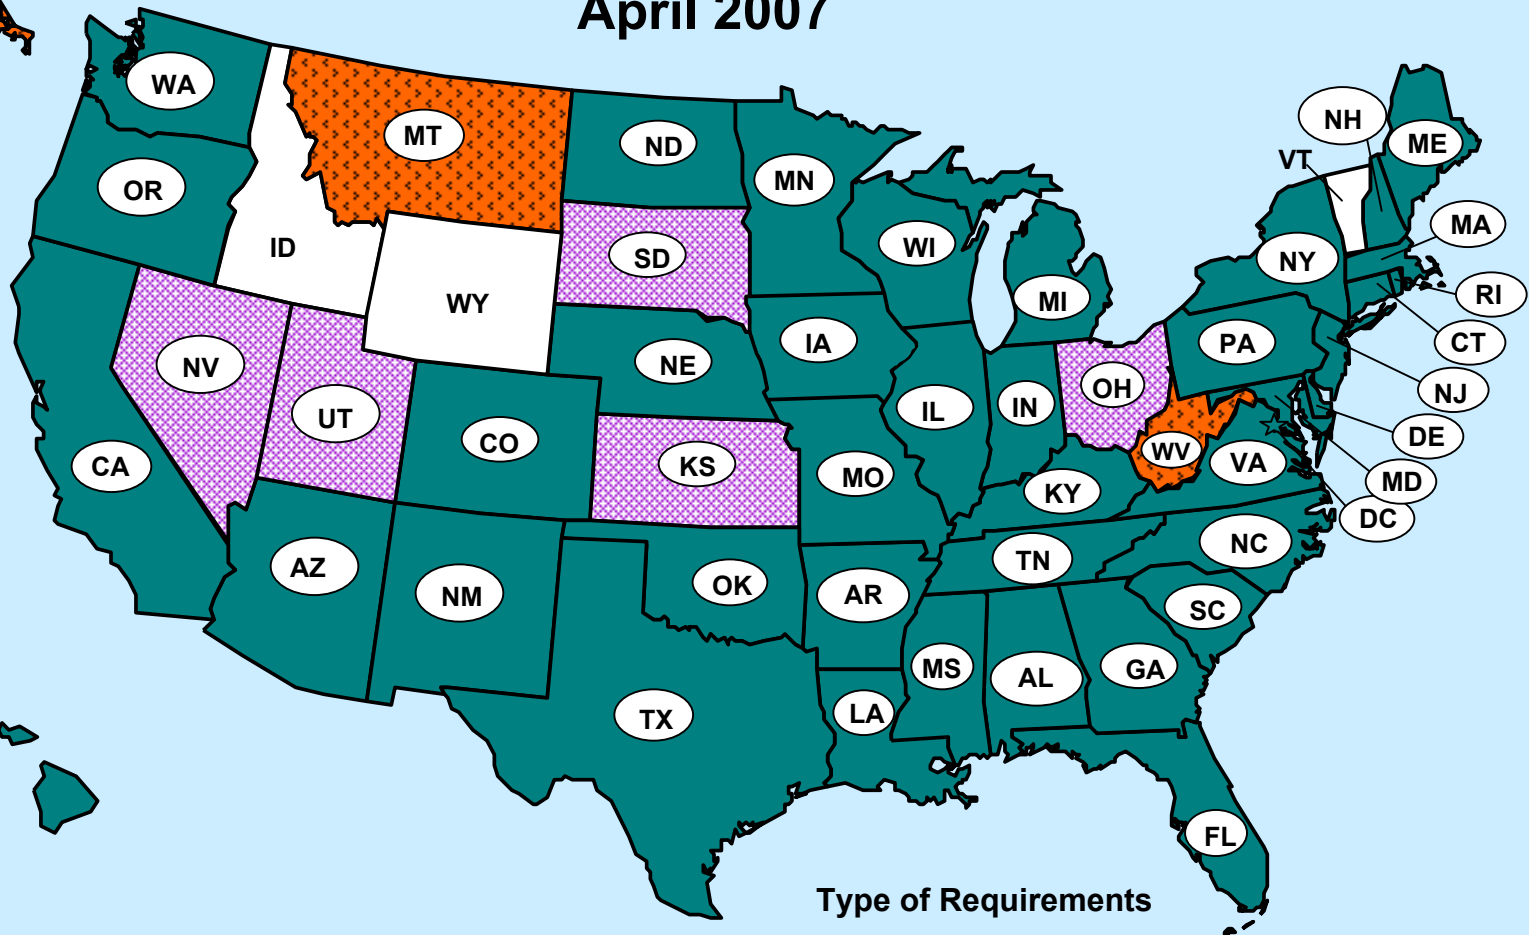 April 2007
WA
MT
ND
MN
OR
ID
WY
SD
WI
MI
NH
VT
ME
MA
NY
RI
CT
NJ
PA
DE
MD
DC
NV
UT
CO
NE
IA
IL
IN
OH
WV
VA
CA
KS
MO
KY
AZ
NM
OK
AR
TN
NC
SC
TX
LA
MS
AL
GA
FL
Type of Requirements